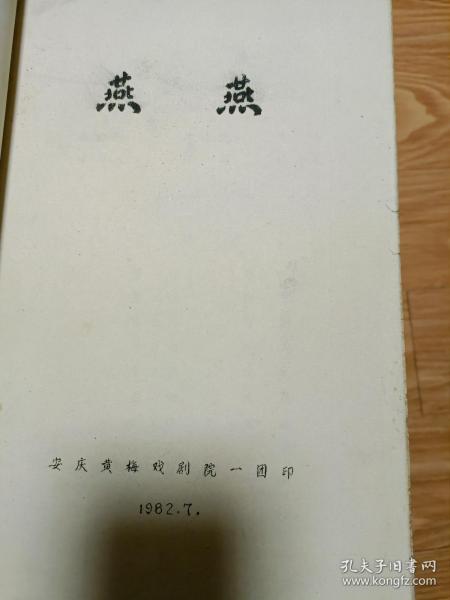 燕 燕
安庆黄梅戏剧院一团印
1982.7.
孔夫子旧书网
www.kongfz.com